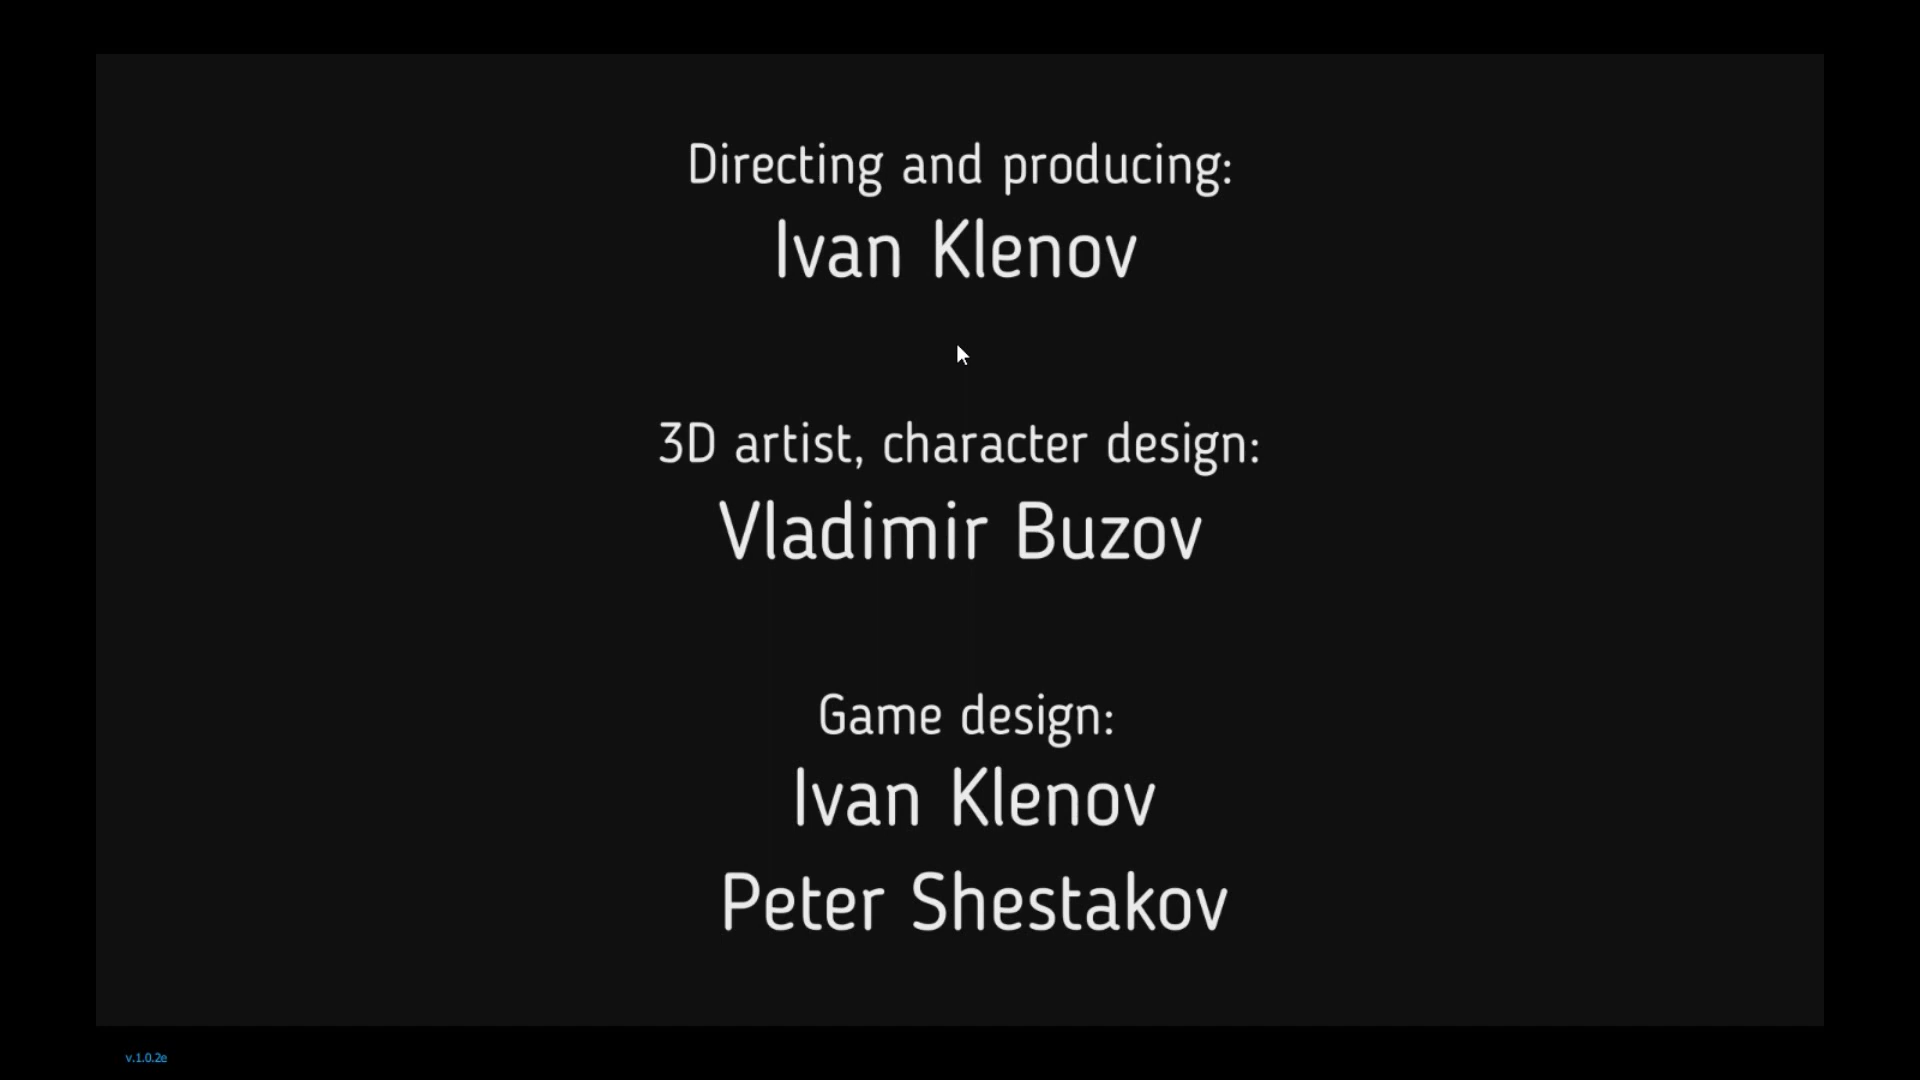 Directing and producing:
Ivan Klenov
3D artist, character design:
Vladimir Buzov
Game design:
Ivan Klenov
Peter Shestakov
v.1.0.2e